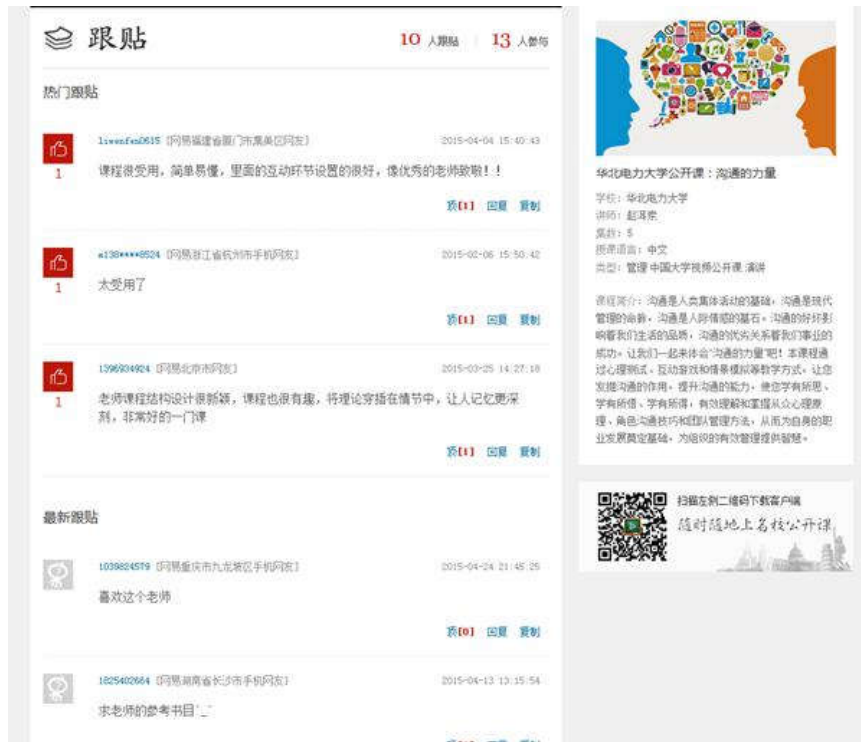 跟贴
10 人跟贴 | 13 人参与
热门跟贴
liwenfen0615 [网易福建省厦门市集美区网友] 2015-04-04 15:40:43
1
课程很受用，简单易懂，里面的互动环节设置的很好，像优秀的老师致敬！！
顶[1] 回复 复制
a138****8524 [网易浙江省杭州市手机网友] 2015-02-06 15:50:42
1
太受用了
顶[1] 回复 复制
1396934924 [网易北京市网友] 2015-03-25 14:27:18
1
老师课程结构设计很新颖，课程也很有趣，将理论穿插在情节中，让人记忆更深
刻，非常好的一门课
顶[1] 回复 复制
最新跟贴
1039824579 [网易重庆市九龙坡区手机网友] 2015-04-24 21:45:25
喜欢这个老师
顶[0] 回复 复制
1825402664 [网易湖南省长沙市手机网友] 2015-04-13 13:15:54
求老师的参考书目^_^
华北电力大学公开课：沟通的力量
学校：华北电力大学
讲师：赵洱岽
集数：5
授课语言：中文
类型：管理 中国大学视频公开课 演讲
课程简介：沟通是人类集体活动的基础，沟通是现代
管理的命脉，沟通是人际情感的基石。沟通的好坏影
响着我们生活的品质，沟通的优劣关系着我们事业的
成功。让我们一起来体会“沟通的力量”吧！本课程通
过心理测试、互动游戏和情景模拟等教学方式，让您
发挥沟通的作用，提升沟通的能力，使您学有所思、
学有所悟、学有所得，有效理解和掌握从众心理原
理、角色沟通技巧和团队管理方法，从而为自身的职
业发展奠定基础，为组织的有效管理提供智慧。
扫描左侧二维码下载客户端
随时随地上名校公开课